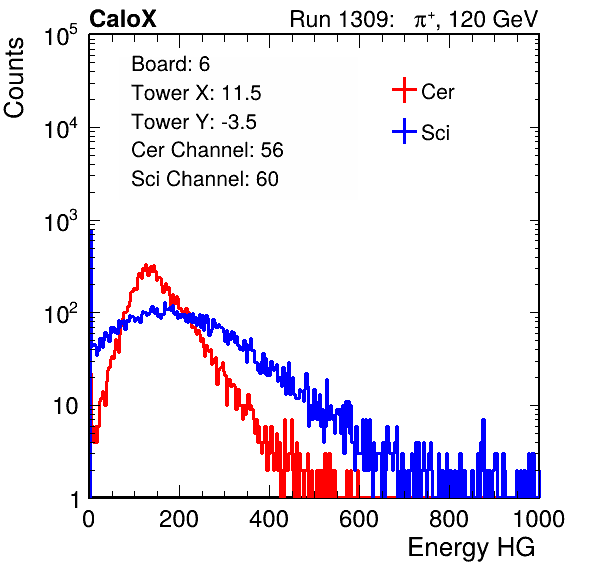 CaloX Run 1309: π⁺, 120 GeV
Counts
Board: 6
Tower X: 11.5
Tower Y: -3.5
Cer Channel: 56
Sci Channel: 60
Cer
Sci
10⁵
10⁴
10³
10²
10
1
0 200 400 600 800 1000
Energy HG